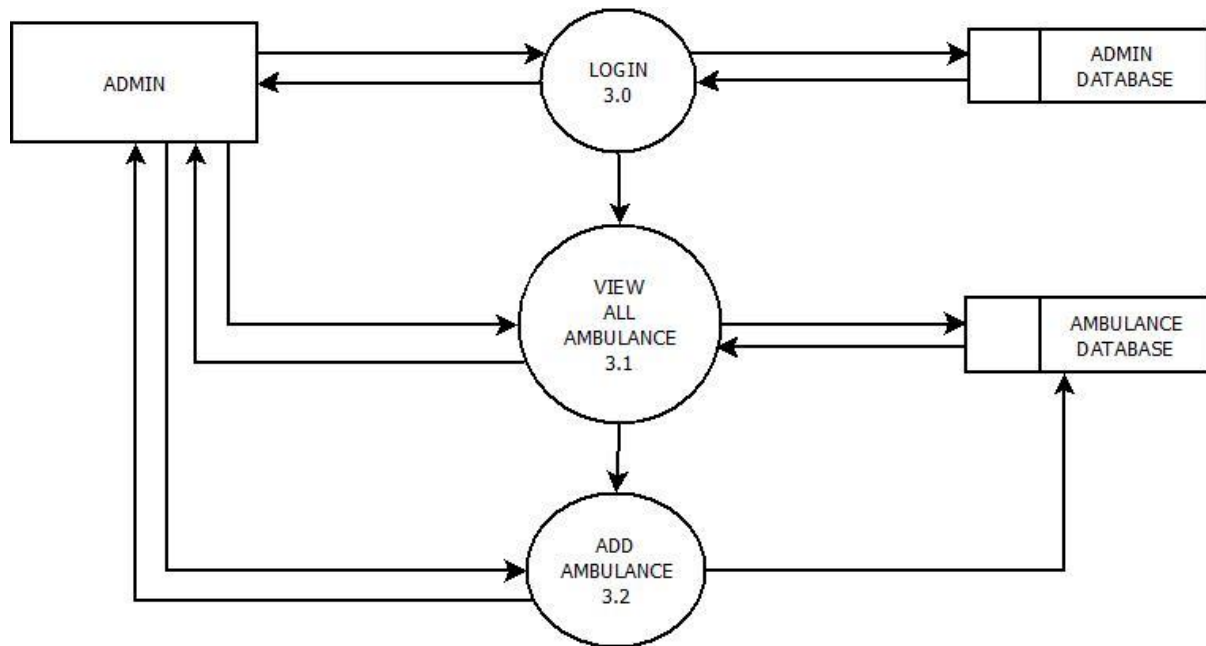 ADMIN
LOGIN
3.0
ADMIN
DATABASE
VIEW
ALL
AMBULANCE
3.1
AMBULANCE
DATABASE
ADD
AMBULANCE
3.2